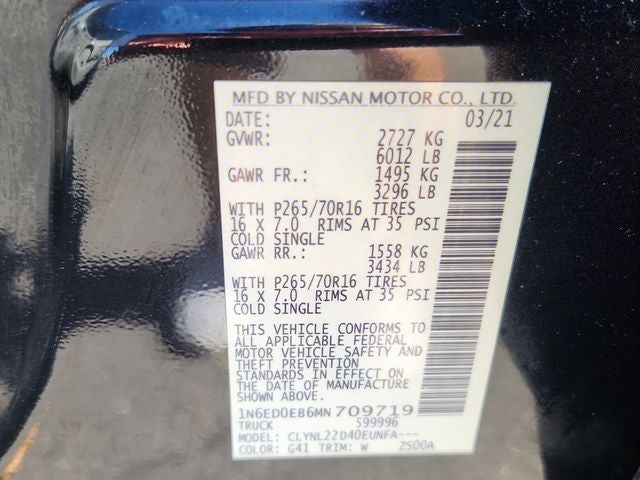 MFD BY NISSAN MOTOR CO., LTD.
DATE: 03/21
GVWR: 2727 KG
6012 LB
GAWR FR.: 1495 KG
3296 LB
WITH P265/70R16 TIRES
16 X 7.0 RIMS AT 35 PSI
COLD SINGLE
GAWR RR.: 1558 KG
3434 LB
WITH P265/70R16 TIRES
16 X 7.0 RIMS AT 35 PSI
COLD SINGLE
THIS VEHICLE CONFORMS TO
ALL APPLICABLE FEDERAL
MOTOR VEHICLE SAFETY AND
THEFT PREVENTION
STANDARDS IN EFFECT ON
THE DATE OF MANUFACTURE
SHOWN ABOVE.
1N6ED0EB6MN 709719
TRUCK 599996
MODEL: CLYNL22D40EUNFA---
COLOR: G41 TRIM: W ZS00A